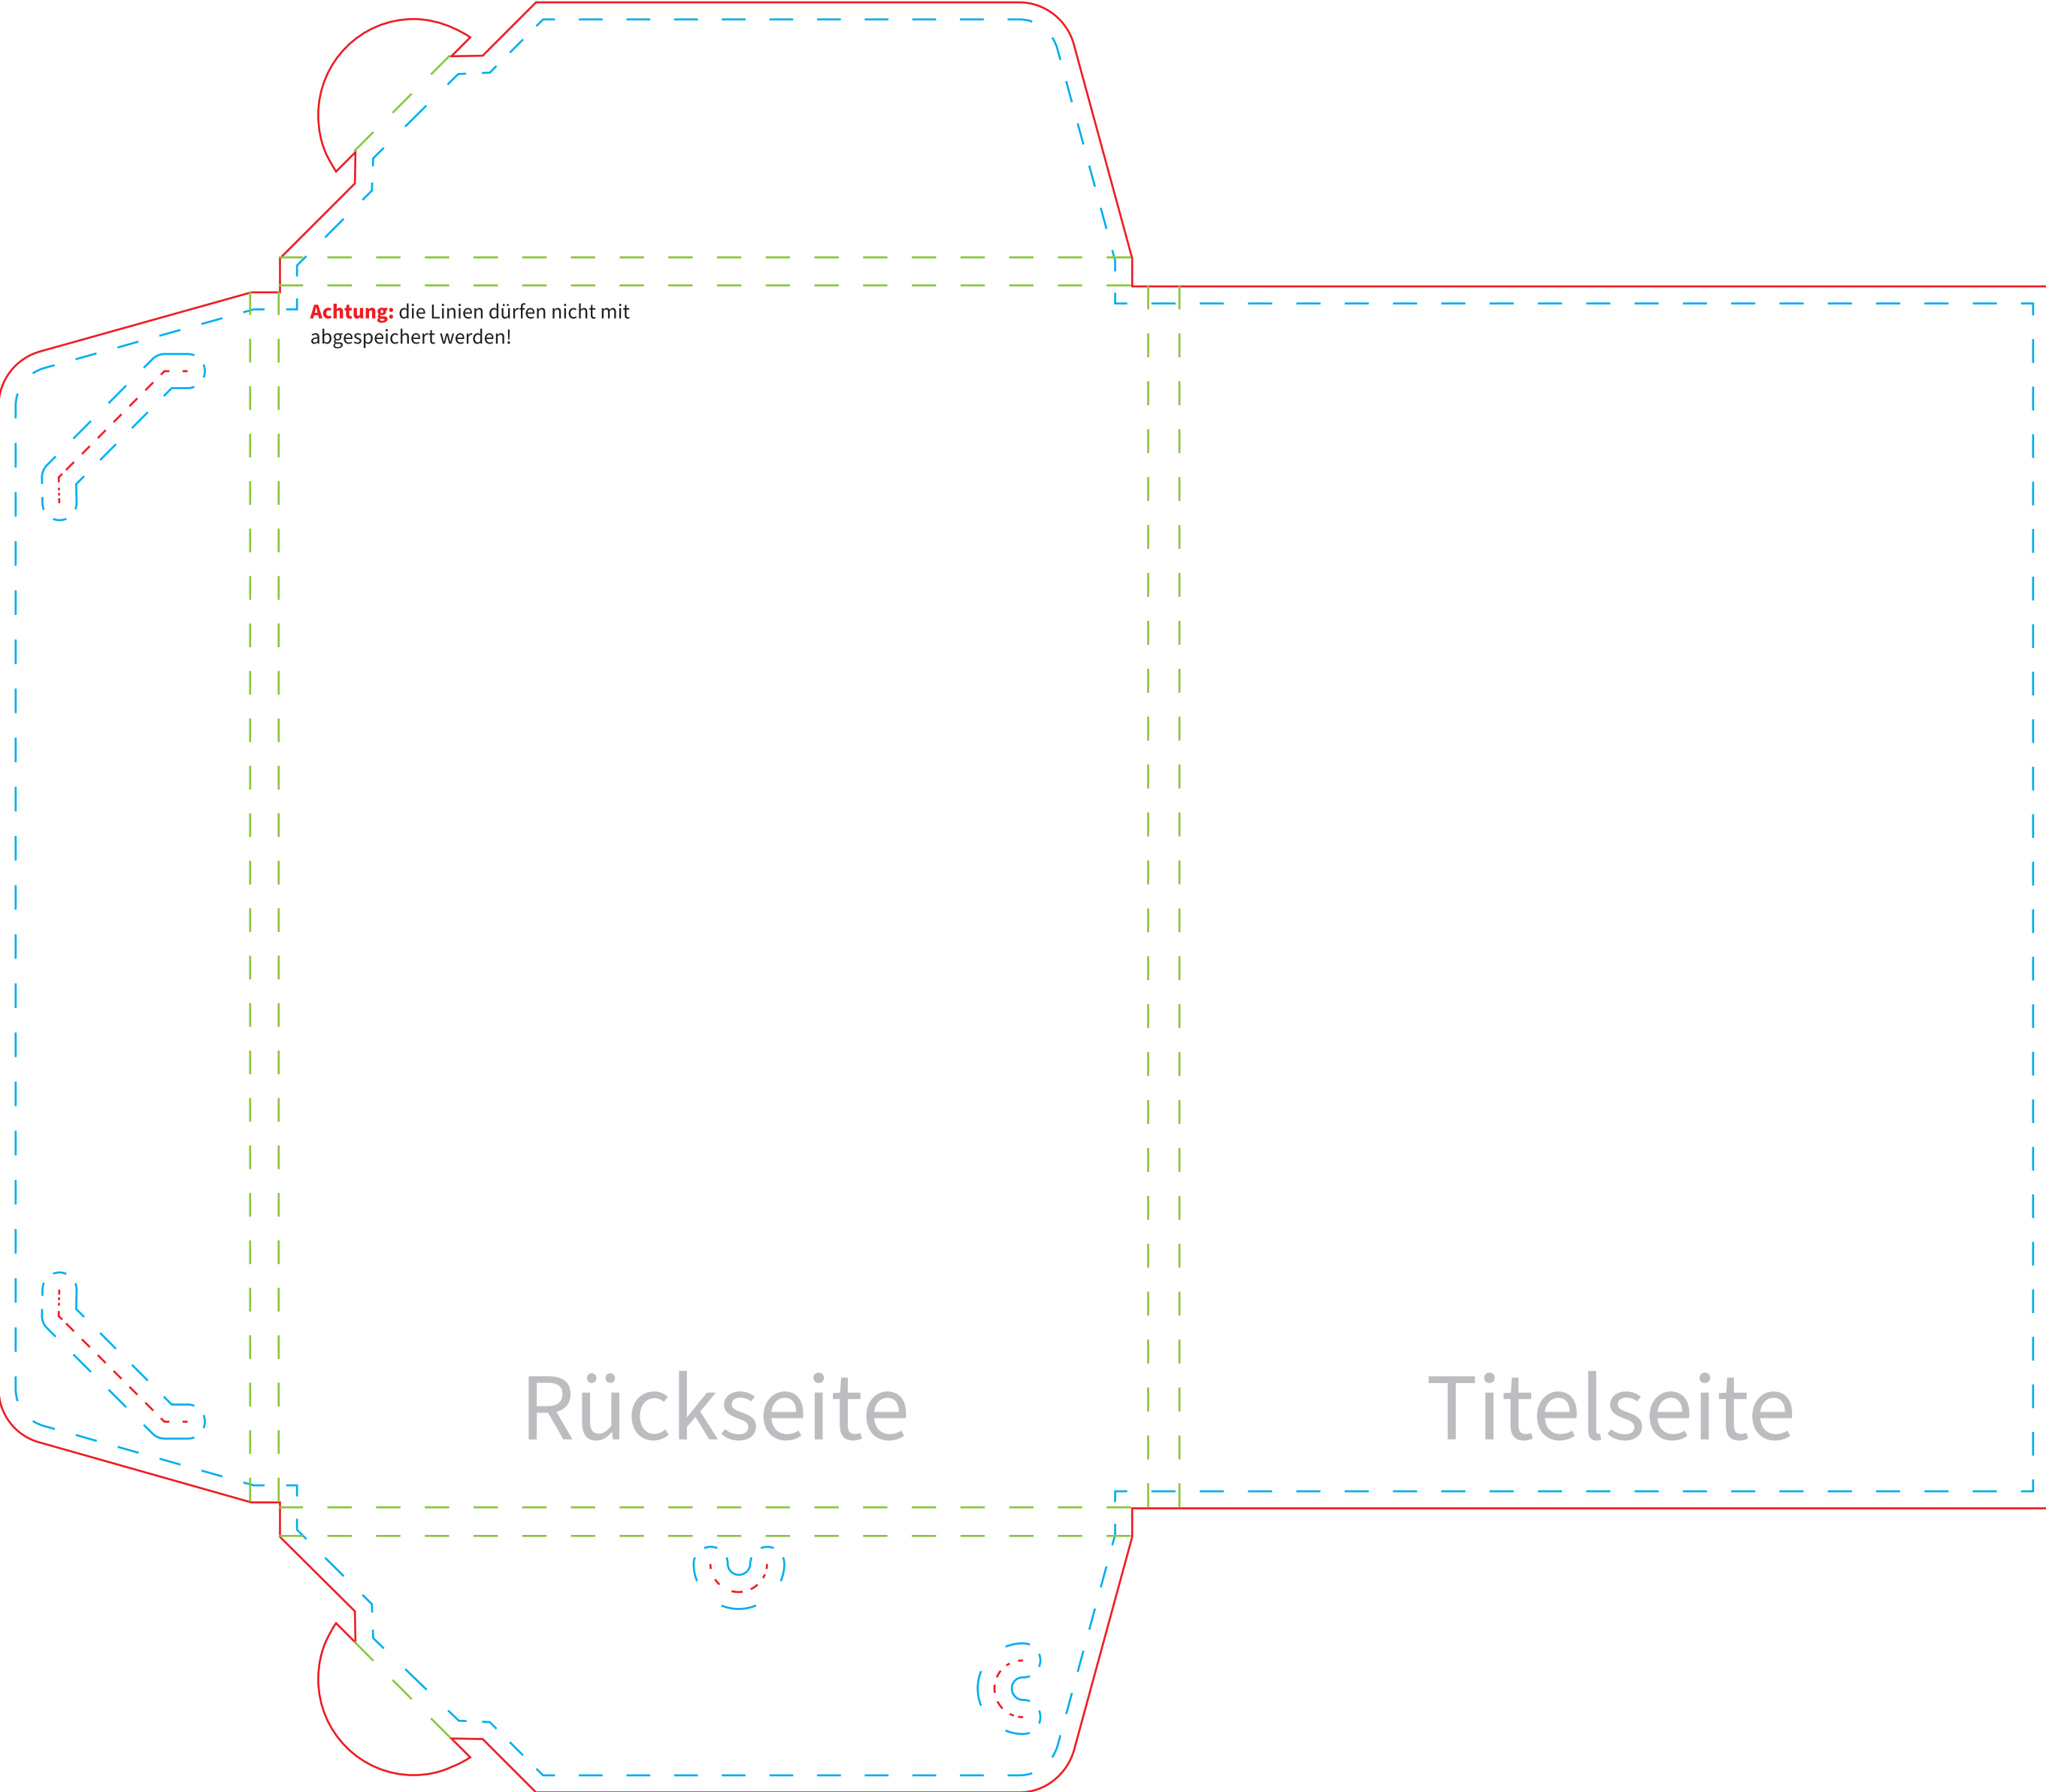 Achtung: die Linien dürfen nicht mit
abgespeichert werden!
Rückseite
Titelseite